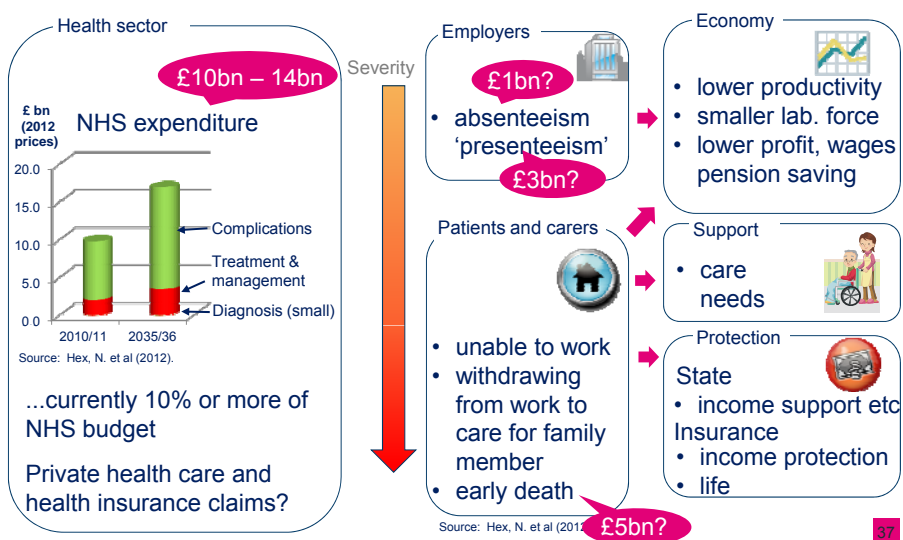 Health sector
£10bn – 14bn
£ bn
(2012
prices)
NHS expenditure
20.0
15.0
10.0
5.0
0.0
2010/11 2035/36
Complications
Treatment &
management
Diagnosis (small)
Source: Hex, N. et al (2012).
...currently 10% or more of
NHS budget
Private health care and
health insurance claims?
Severity
Employers
£1bn?
• absenteeism
'presenteeism'
£3bn?
Patients and carers
• unable to work
• withdrawing
from work to
care for family
member
• early death
£5bn?
Source: Hex, N. et al (2012
Economy
• lower productivity
• smaller lab. force
• lower profit, wages
pension saving
Support
• care
needs
Protection
State
• income support etc
Insurance
• income protection
• life
37